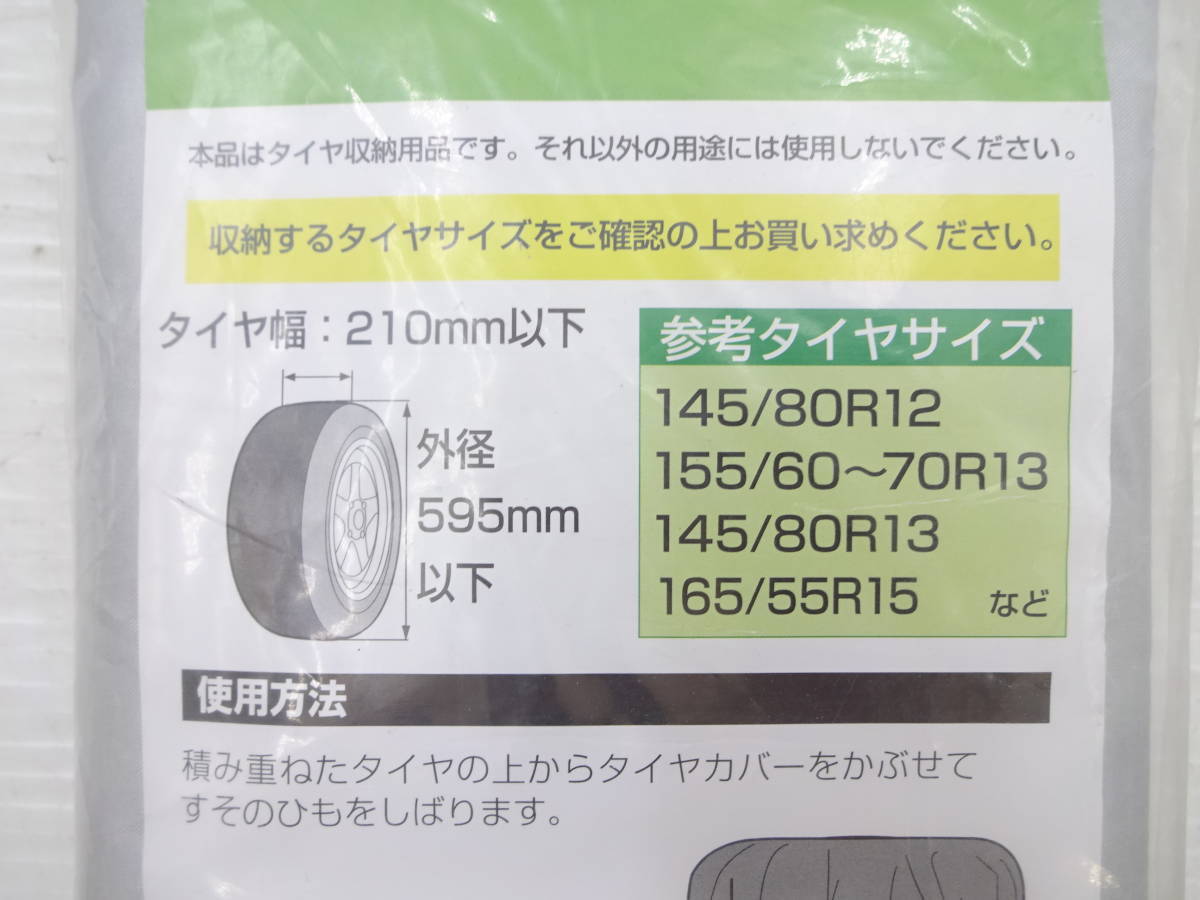 本品はタイヤ収納用品です。それ以外の用途には使用しないでください。
収納するタイヤサイズをご確認の上お買い求めください。
タイヤ幅：210mm以下
外径
595mm
以下
参考タイヤサイズ
145/80R12
155/60〜70R13
145/80R13
165/55R15 など
使用方法
積み重ねたタイヤの上からタイヤカバーをかぶせて
すそのひもをしばります。